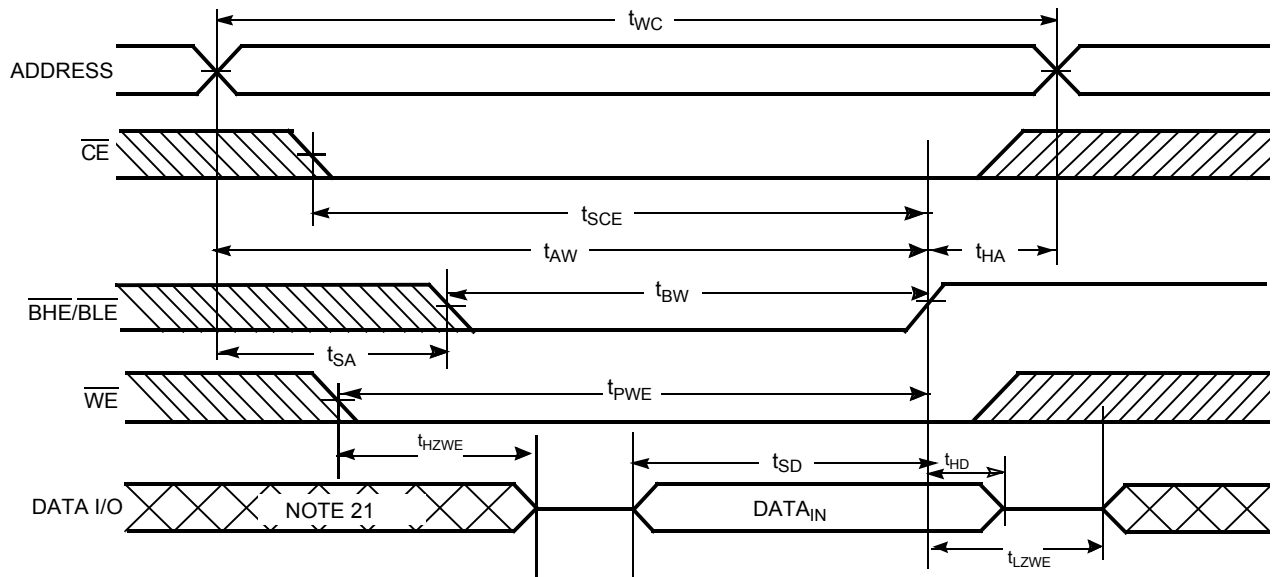 tWC
ADDRESS
CE
tSCE
tAW
tHA
BHE/BLE
tBW
tSA
WE
tPWE
tHZWE
tSD
tHD
DATA I/O
NOTE 21
DATAIN
tLZWE